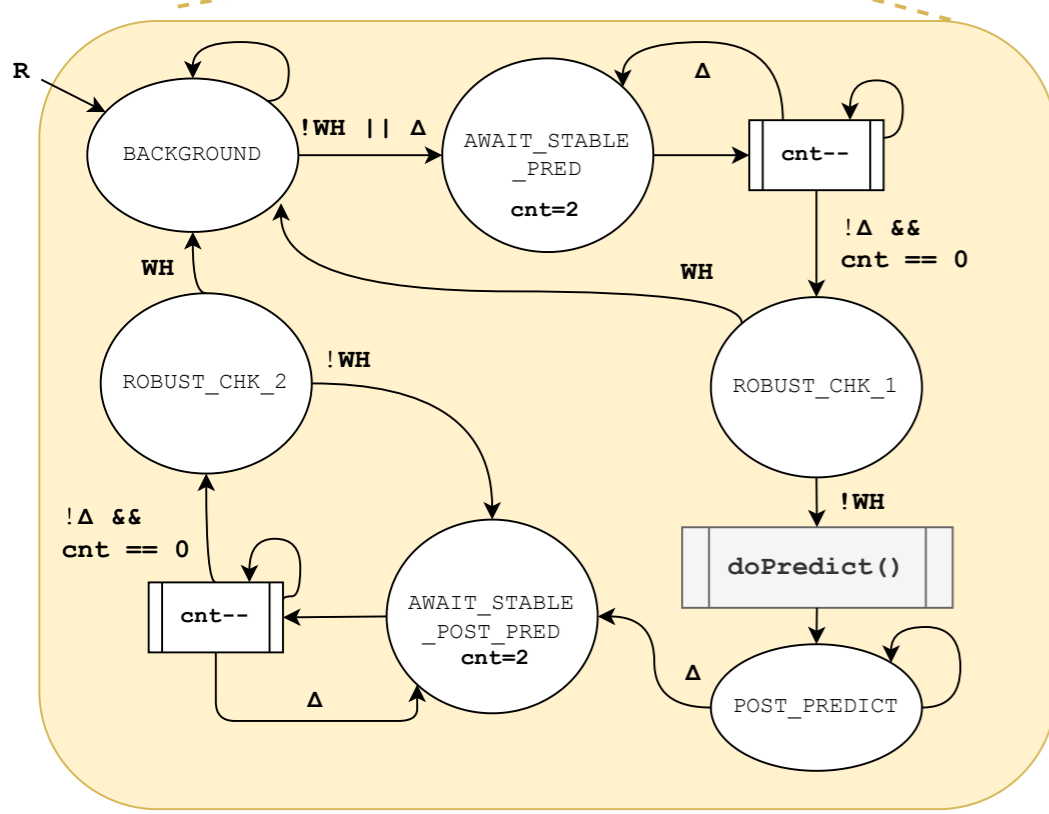 R
Δ
!WH || Δ
BACKGROUND
AWAIT_STABLE
_PRED
cnt=2
cnt--
!Δ &&
cnt == 0
WH
WH
!WH
ROBUST_CHK_2
ROBUST_CHK_1
!WH
!Δ &&
cnt == 0
doPredict()
cnt--
AWAIT_STABLE
_POST_PRED
cnt=2
Δ
Δ
POST_PREDICT